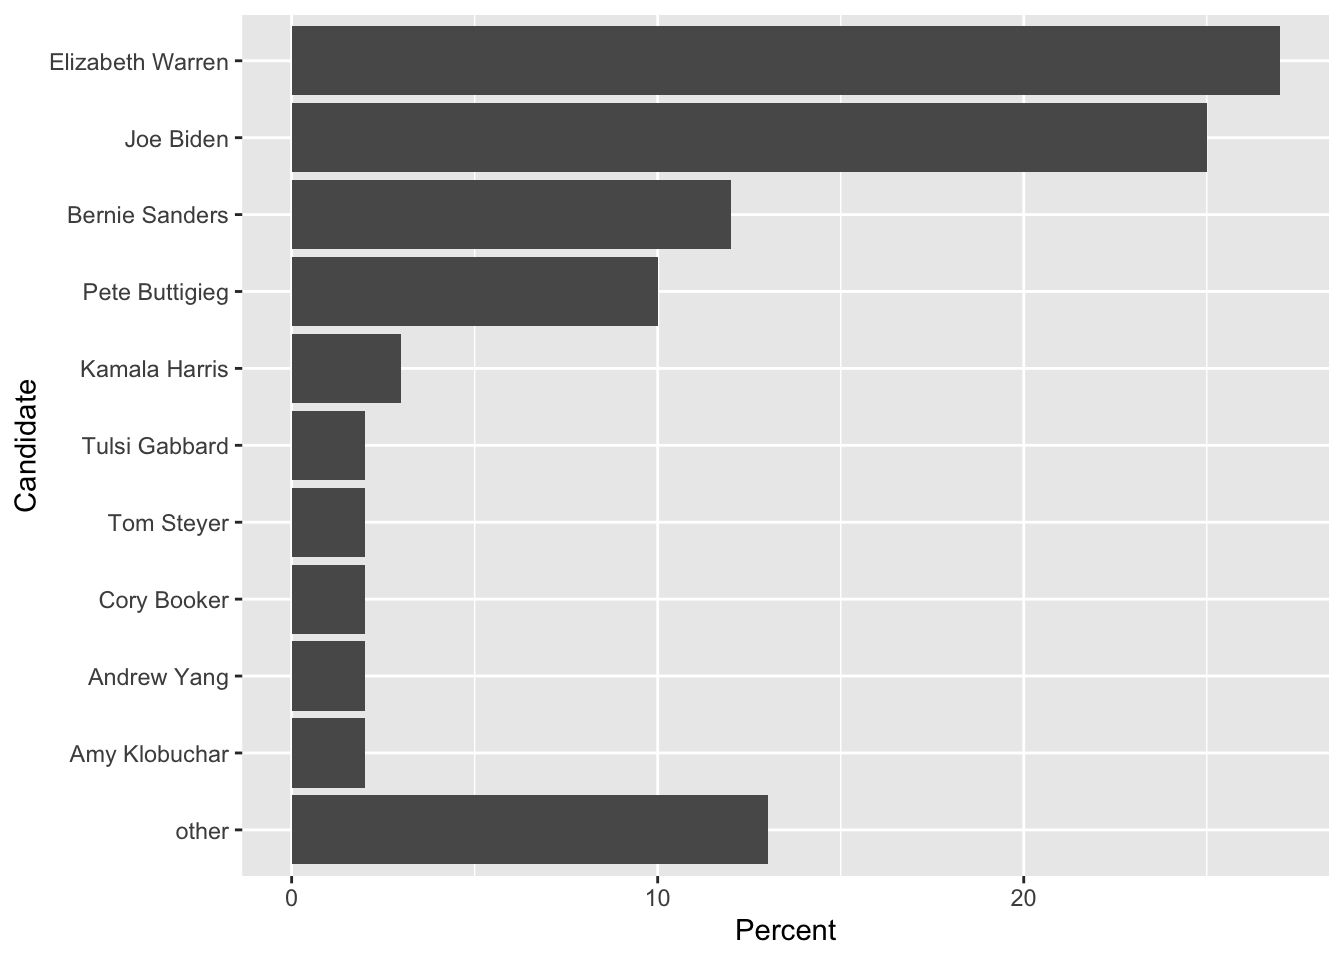 Elizabeth Warren
Joe Biden
Bernie Sanders
Pete Buttigieg
Kamala Harris
Tulsi Gabbard
Tom Steyer
Cory Booker
Andrew Yang
Amy Klobuchar
other
Candidate
0 10 20
Percent